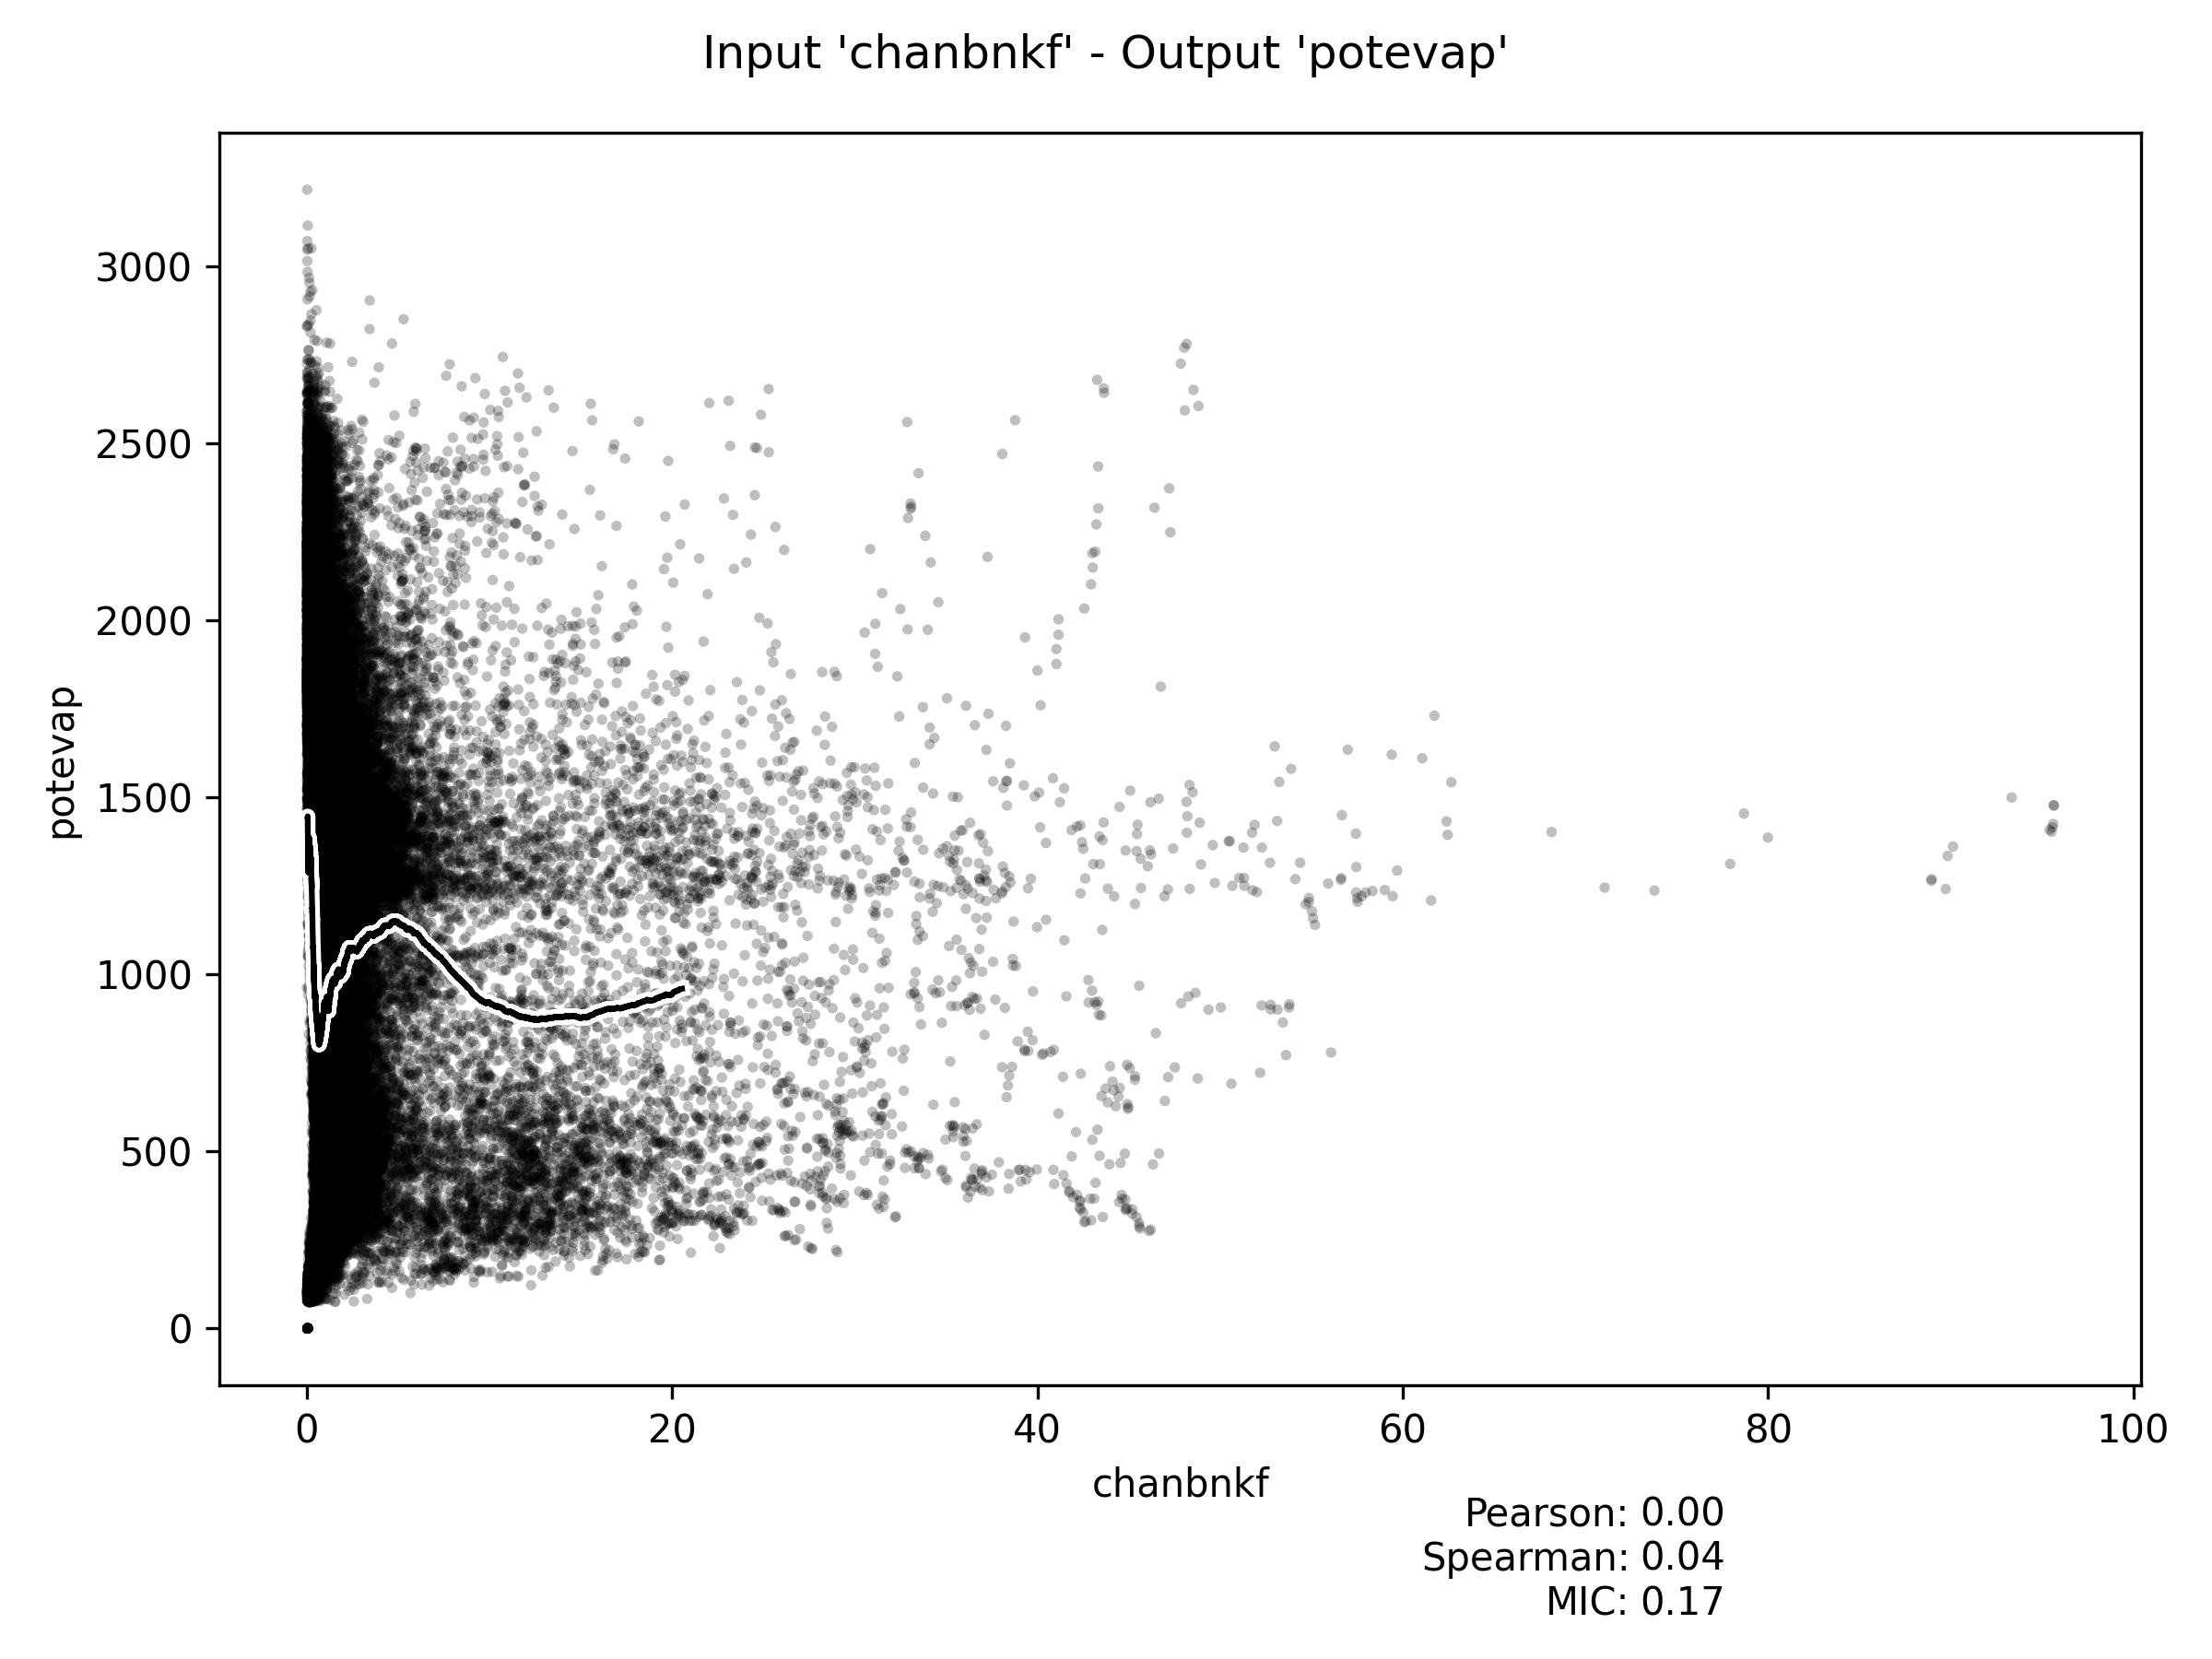 Input 'chanbnkf' - Output 'potevap'
3000
2500
2000
1500
1000
500
0
potevap
0 20 40 60 80 100
chanbnkf
Pearson: 0.00
Spearman: 0.04
MIC: 0.17